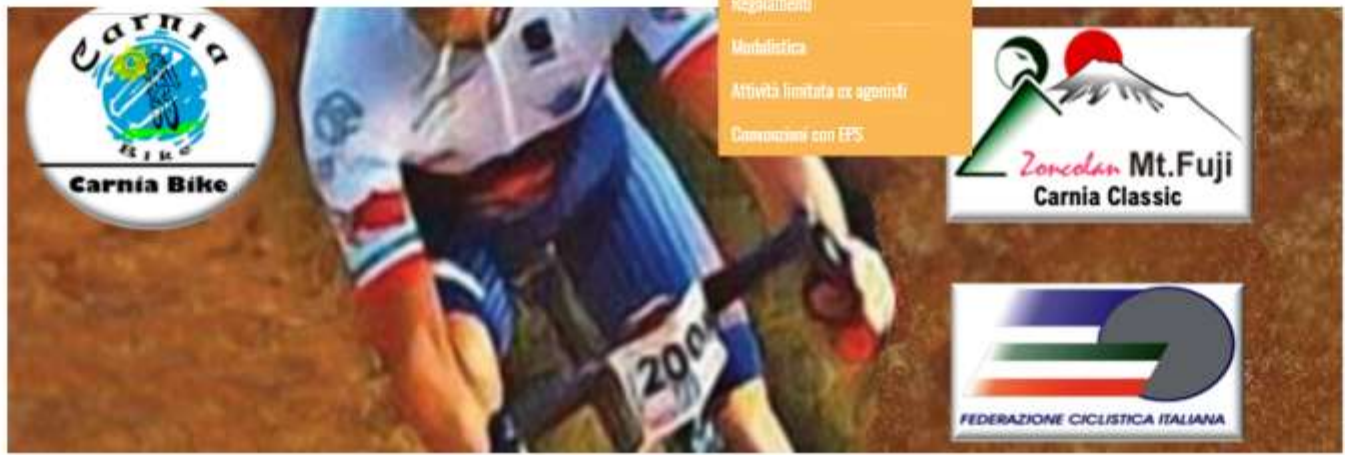 Carnia
BIKE
Carnia Bike
Regolamenti
Modulistica
Attività limitata ex agonisti
Convenzioni con EPS
Zoncolan Mt.Fuji
Carnia Classic
200
FEDERAZIONE CICLISTICA ITALIANA